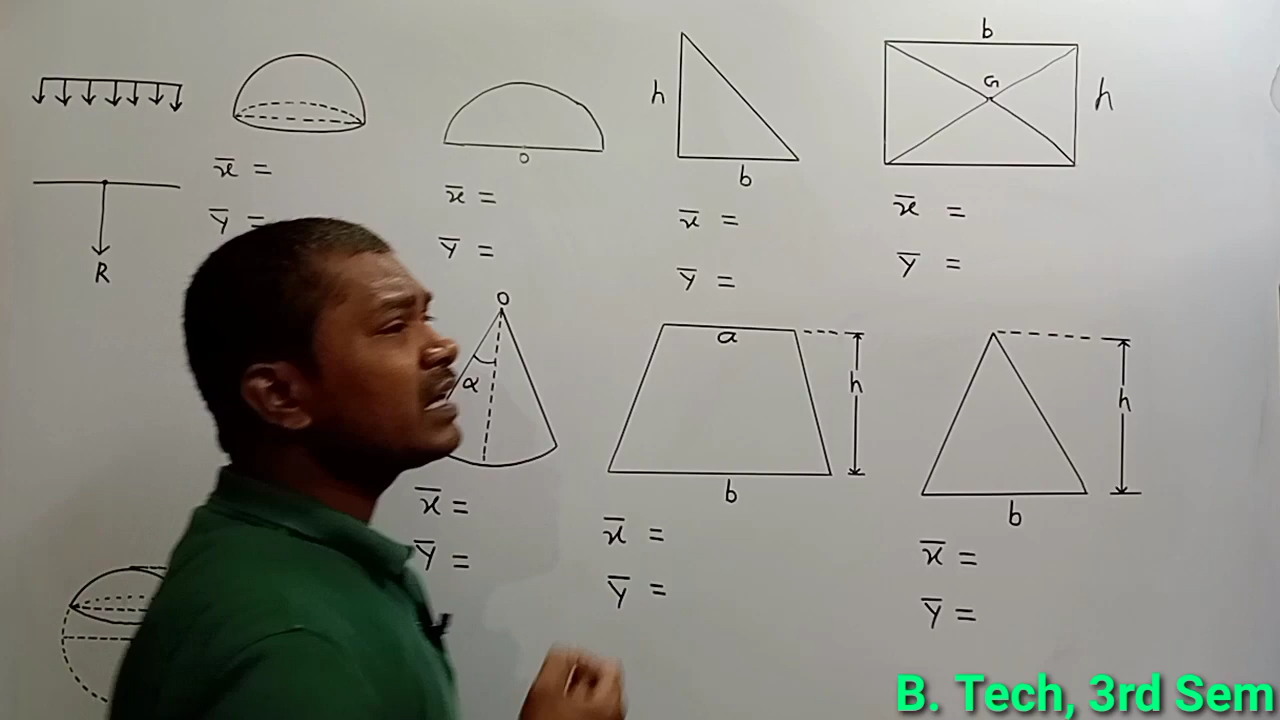 R
x̄ =
Y̅ =
o
x̄ =
Y̅ =
h
b
x̄ =
Y̅ =
b
G
h
x̄ =
Y̅ =
O
α
x̄ =
Y̅ =
a
h
b
x̄ =
Y̅ =
h
b
x̄ =
Y̅ =
B. Tech, 3rd Sem